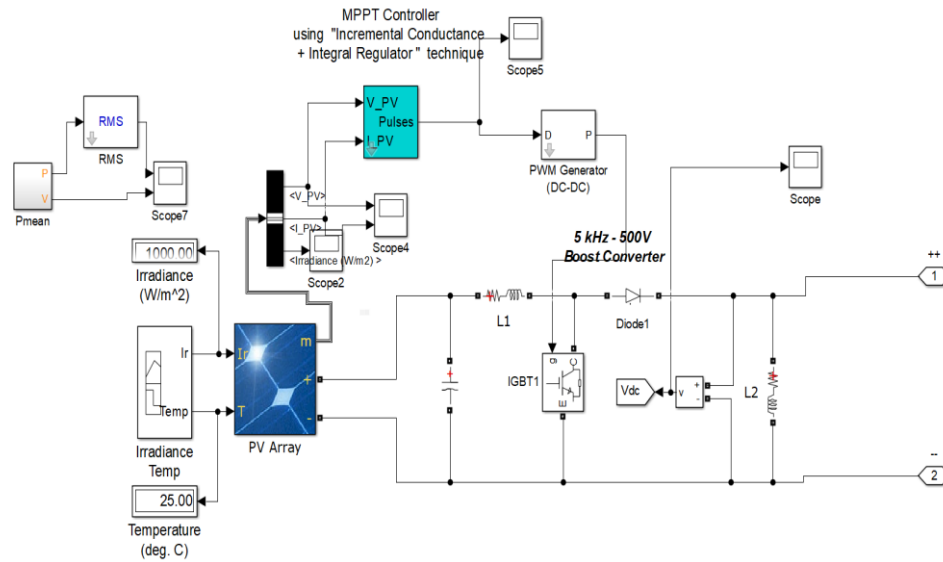 MPPT Controller
using "Incremental Conductance
+ Integral Regulator " technique
Scope5
V_PV
Pulses
I_PV
RMS
RMS
D
P
PWM Generator
(DC-DC)
P
V
Pmean
Scope7
Scope
<V_PV>
<I_PV>
<Irradiance (W/m2) >
Scope4
Scope2
5 kHz - 500V
Boost Converter
1000.00
Irradiance
(W/m^2)
++
1
L1
Diode1
Ir
Temp
Irradiance
Temp
Ir
T
m
+
-
PV Array
+
IGBT1
g
C
E
Vdc
v
+
-
L2
--
2
25.00
Temperature
(deg. C)